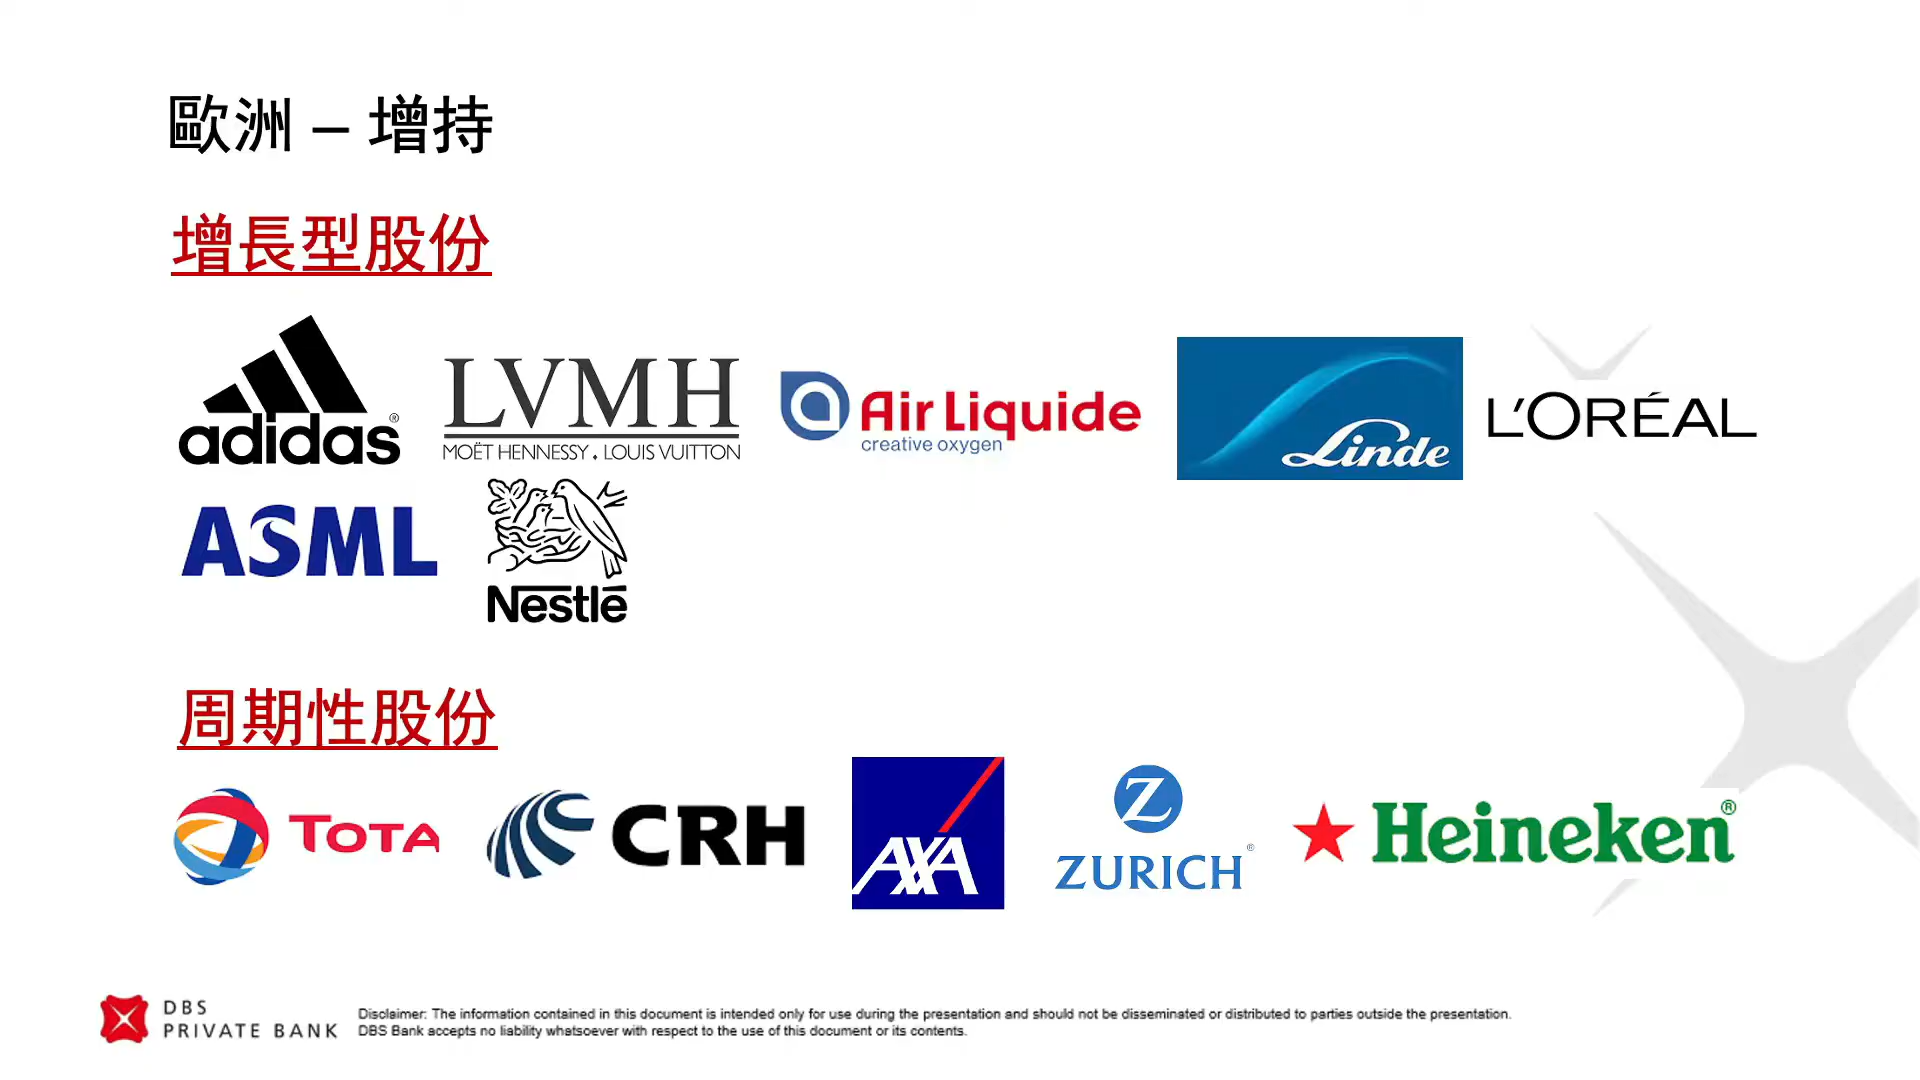 歐洲 – 增持
增長型股份
adidas®
LVMH
MOËT HENNESSY . LOUIS VUITTON
Air Liquide
creative oxygen
Linde
L'ORÉAL
ASML
Nestlé
周期性股份
TOTA
CRH
AXA
Z
ZURICH®
Heineken®
DBS
PRIVATE BANK
Disclaimer: The information contained in this document is intended only for use during the presentation and should not be disseminated or distributed to parties outside the presentation.
DBS Bank accepts no liability whatsoever with respect to the use of this document or its contents.